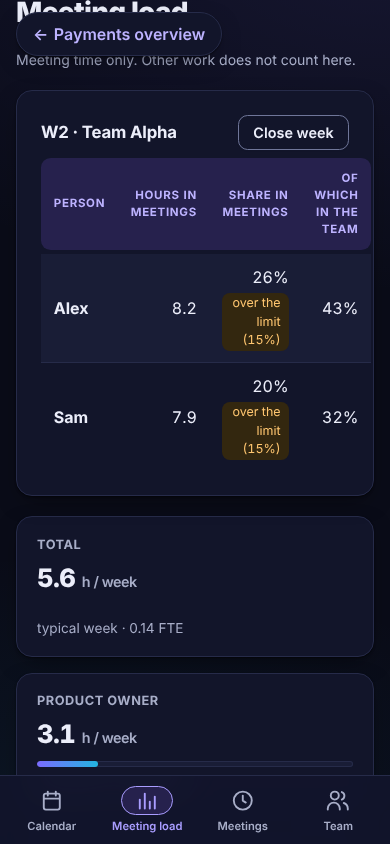 Meeting load
← Payments overview
Meeting time only. Other work does not count here.
W2 · Team Alpha
Close week
PERSON
HOURS IN
MEETINGS
SHARE IN
MEETINGS
OF
WHICH
IN THE
TEAM
Alex
8.2
26%
over the
limit
(15%)
43%
Sam
7.9
20%
over the
limit
(15%)
32%
TOTAL
5.6 h / week
typical week · 0.14 FTE
PRODUCT OWNER
3.1 h / week
Calendar
Meeting load
Meetings
Team